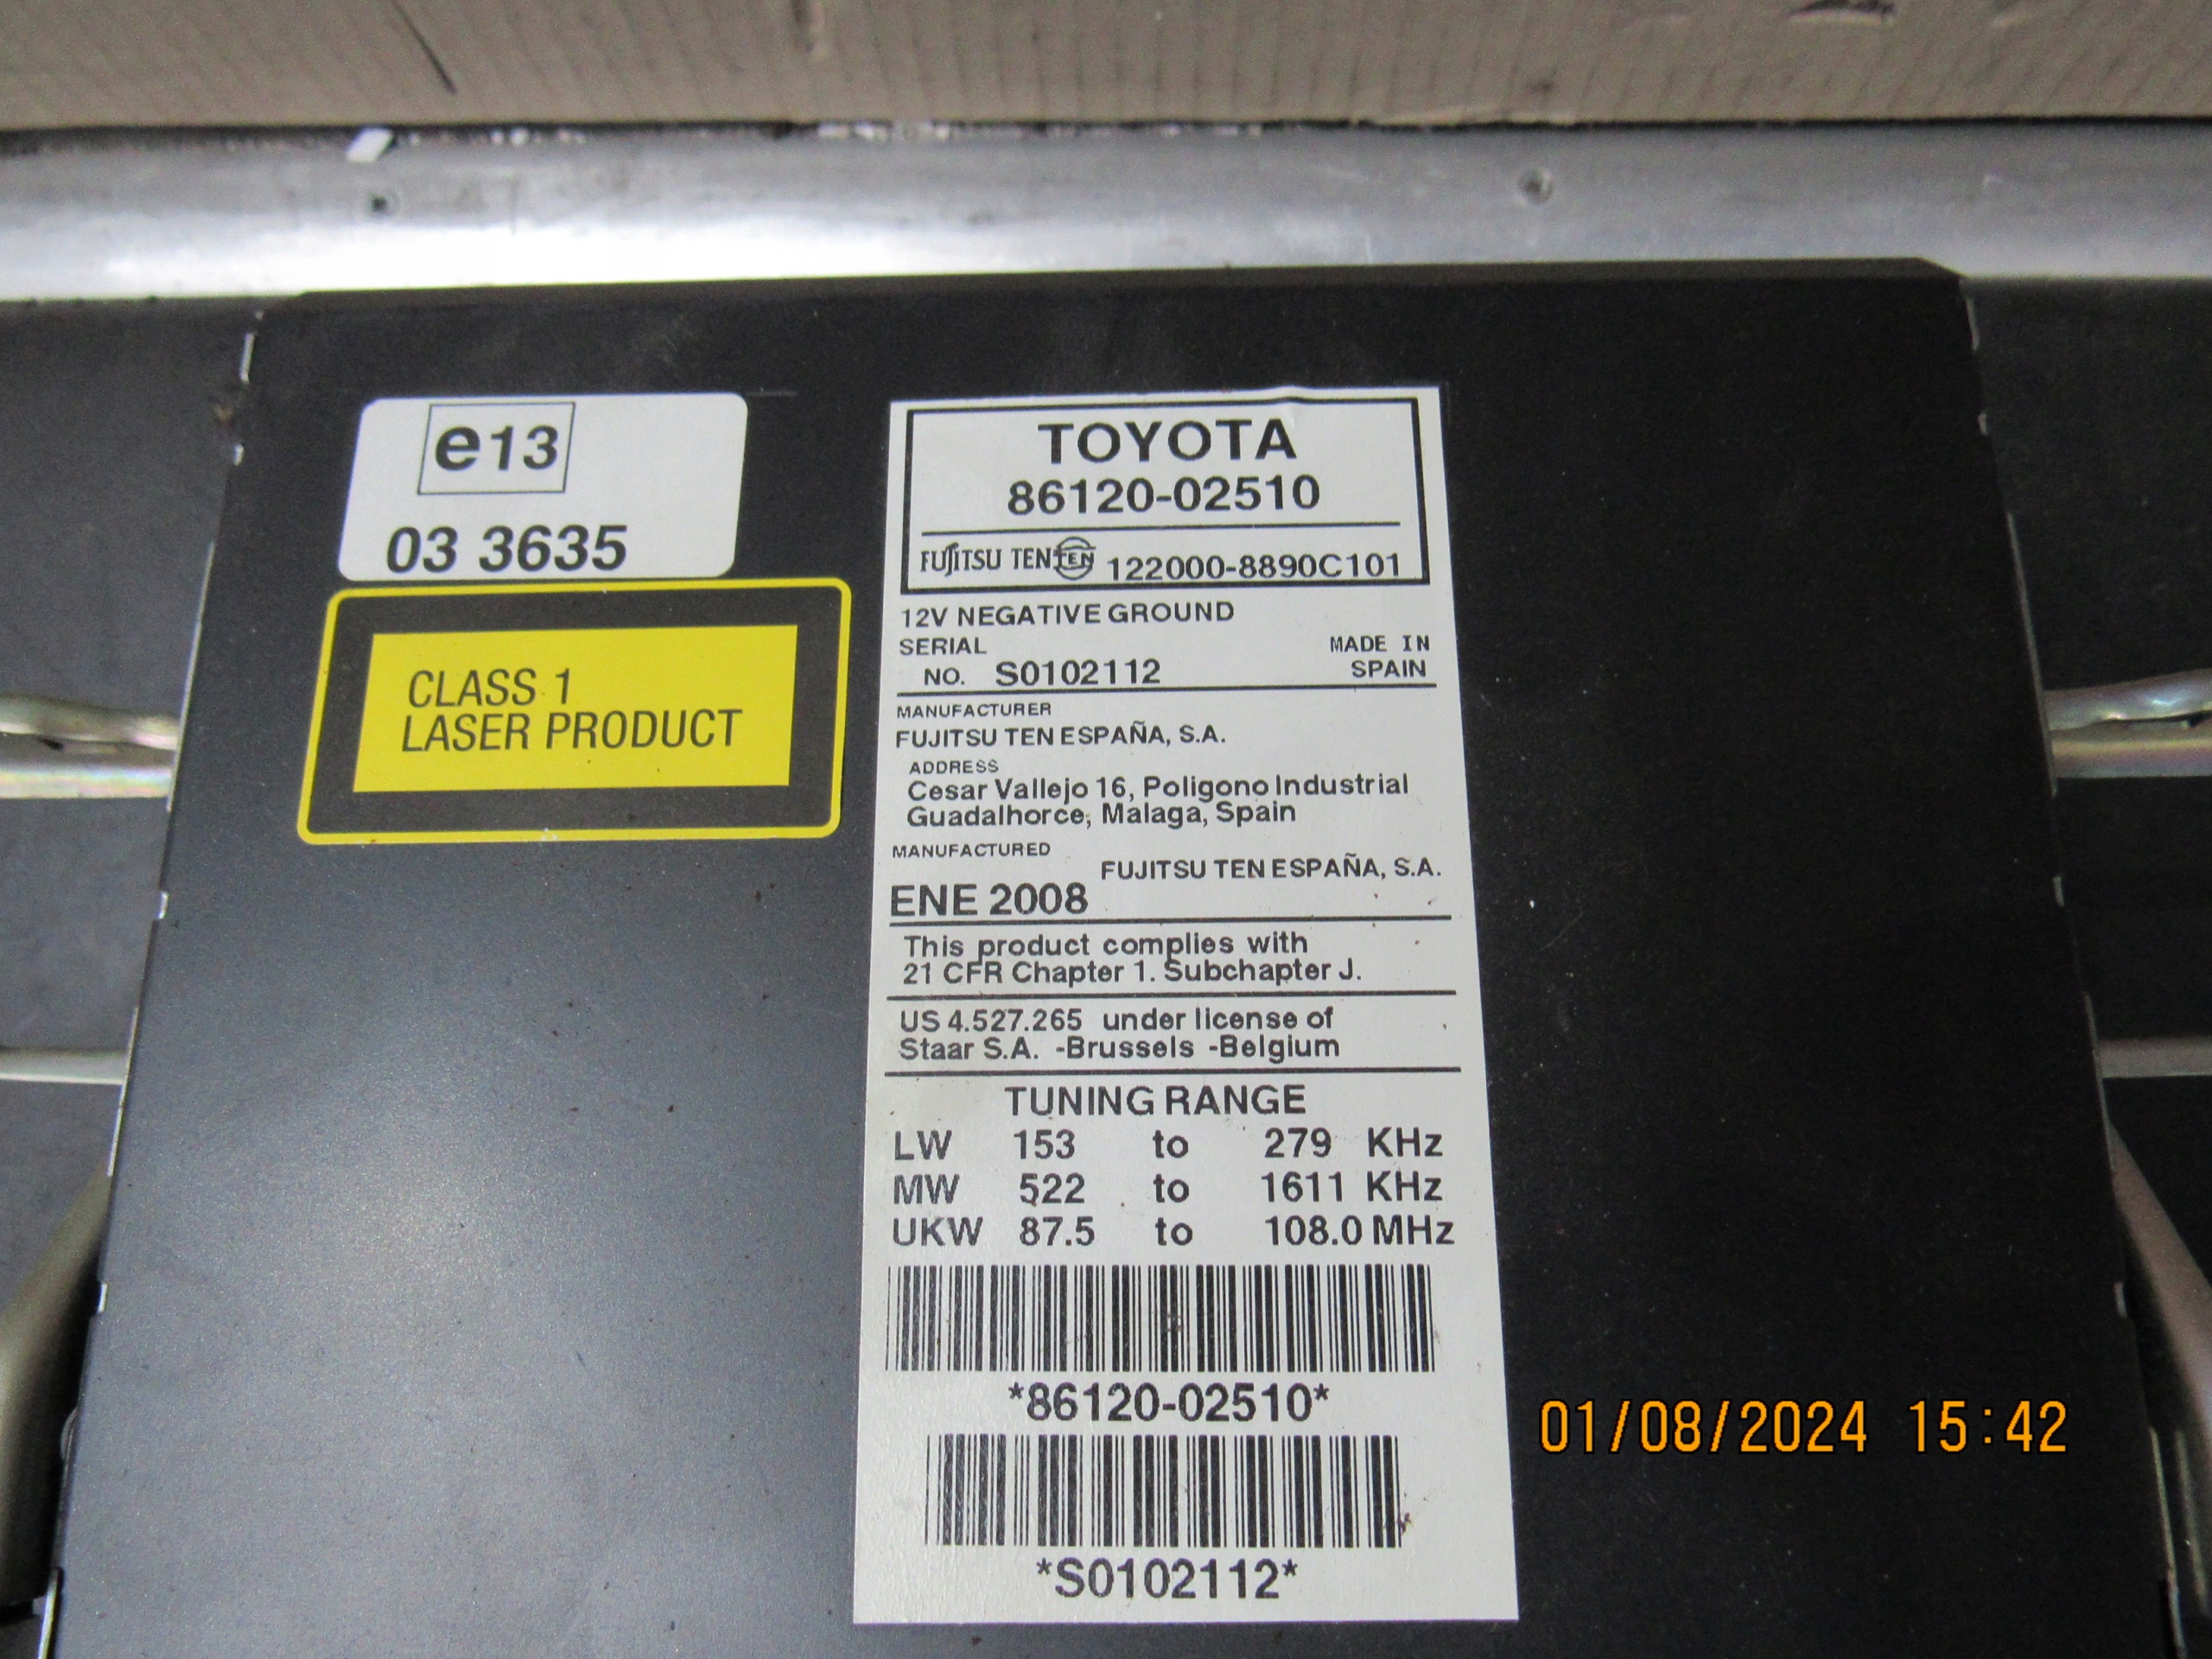 e13
03 3635
CLASS 1
LASER PRODUCT
TOYOTA
86120-02510
FUJITSU TEN TEN 122000-8890C101
12V NEGATIVE GROUND
SERIAL MADE IN
NO. S0102112 SPAIN
MANUFACTURER
FUJITSU TEN ESPAÑA, S.A.
ADDRESS
Cesar Vallejo 16, Poligono Industrial
Guadalhorce, Malaga, Spain
MANUFACTURED
FUJITSU TEN ESPAÑA, S.A.
ENE 2008
This product complies with
21 CFR Chapter 1. Subchapter J.
US 4.527.265 under license of
Staar S.A. -Brussels -Belgium
TUNING RANGE
LW 153 to 279 KHz
MW 522 to 1611 KHz
UKW 87.5 to 108.0 MHz
*86120-02510*
*S0102112*
01/08/2024 15:42